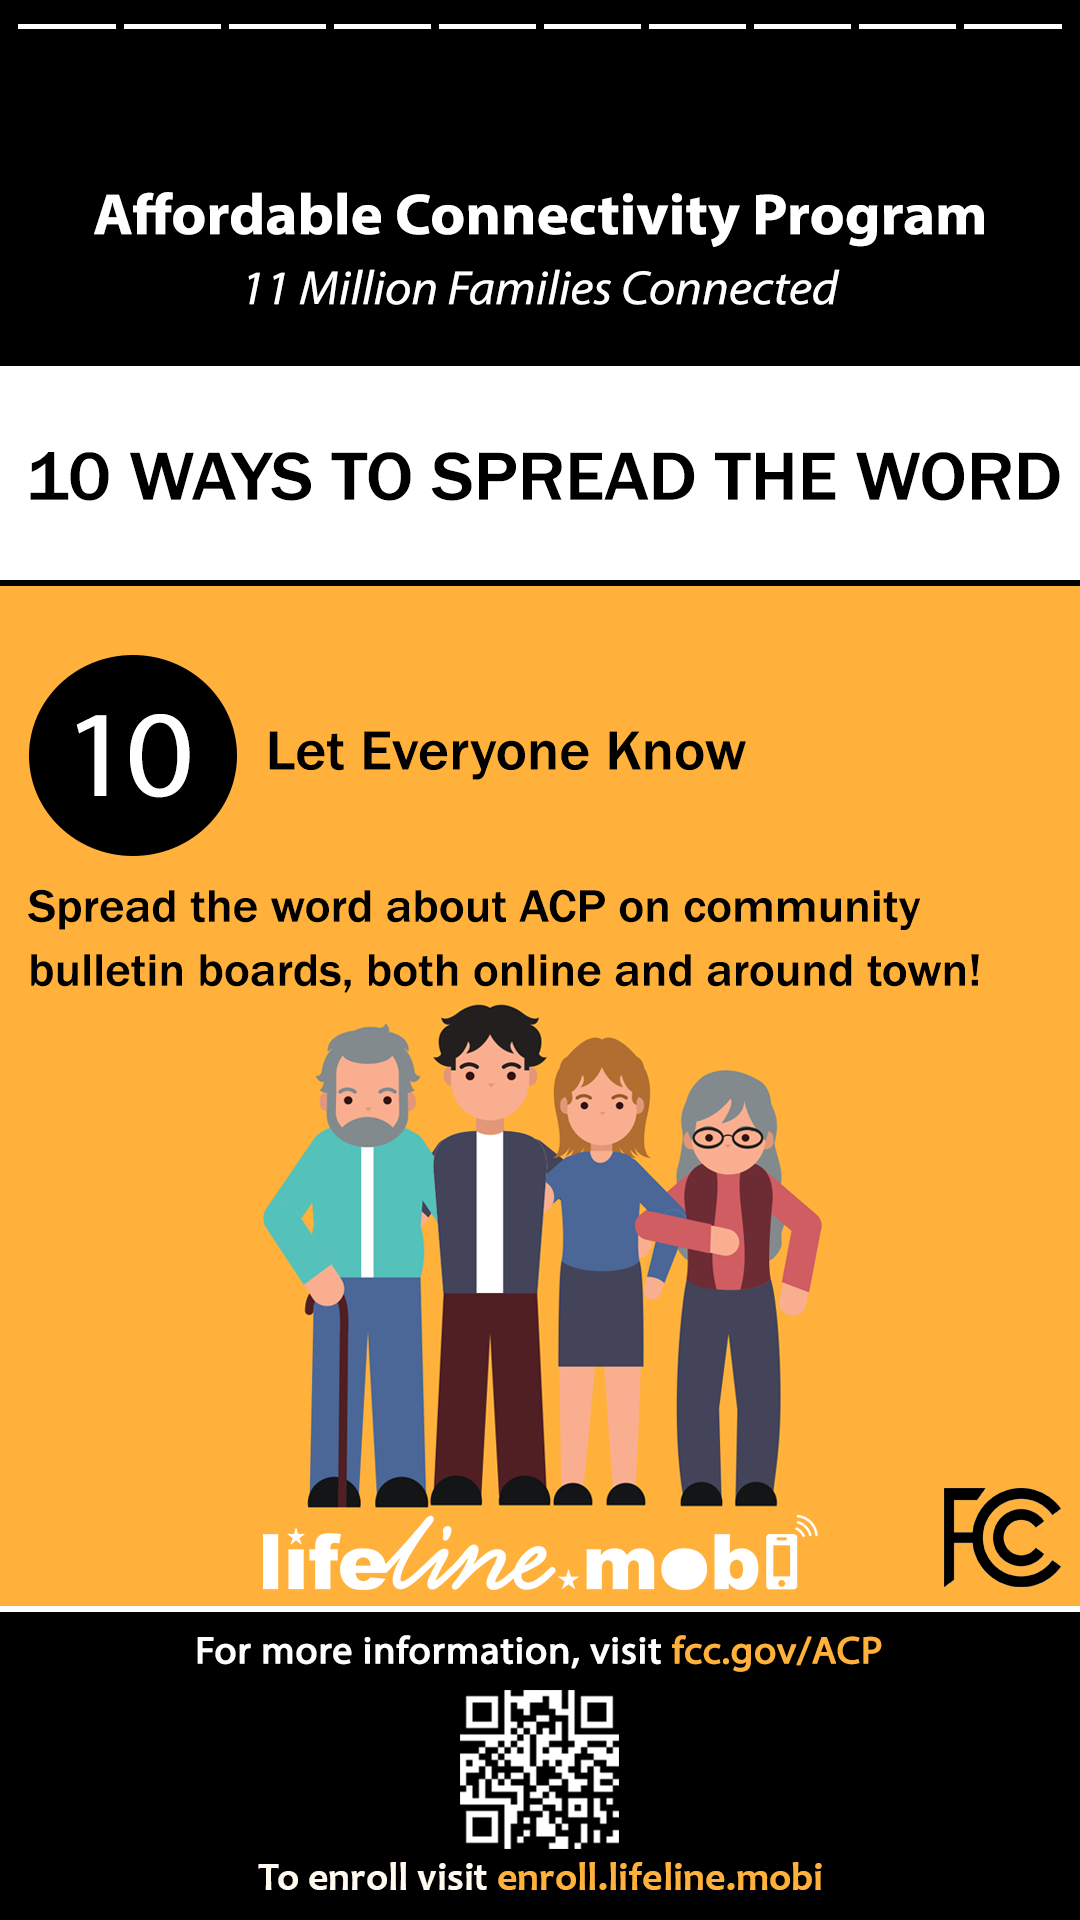 Affordable Connectivity Program
11 Million Families Connected
10 WAYS TO SPREAD THE WORD
10
Let Everyone Know
Spread the word about ACP on community
bulletin boards, both online and around town!
lifeline.mobi
FCC
For more information, visit fcc.gov/ACP
To enroll visit enroll.lifeline.mobi